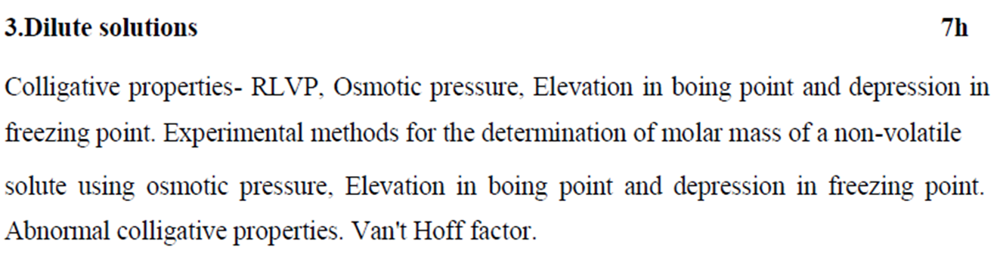 3.Dilute solutions 7h
Colligative properties- RLVP, Osmotic pressure, Elevation in boing point and depression in
freezing point. Experimental methods for the determination of molar mass of a non-volatile
solute using osmotic pressure, Elevation in boing point and depression in freezing point.
Abnormal colligative properties. Van't Hoff factor.